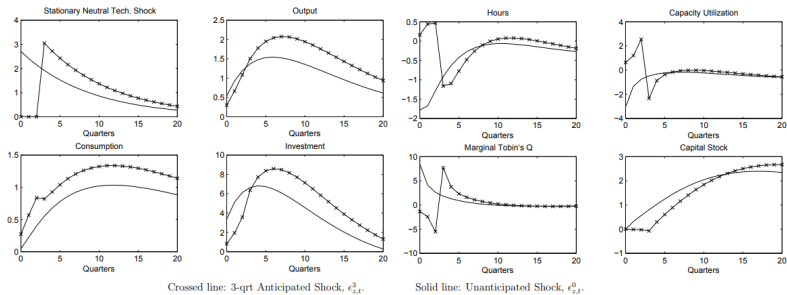 Stationary Neutral Tech. Shock
4
3
2
1
0
0 5 10 15 20
Quarters
Output
2.5
2
1.5
1
0.5
0
0 5 10 15 20
Quarters
Hours
0.5
0
−0.5
−1
−1.5
−2
0 5 10 15 20
Quarters
Capacity Utilization
4
2
0
−2
−4
0 5 10 15 20
Quarters
Consumption
1.5
1
0.5
0
0 5 10 15 20
Quarters
Investment
10
8
6
4
2
0
0 5 10 15 20
Quarters
Marginal Tobin's Q
10
5
0
−5
−10
0 5 10 15 20
Quarters
Capital Stock
3
2
1
0
−1
0 5 10 15 20
Quarters
Crossed line: 3-qrt Anticipated Shock, ϵ³z,t. Solid line: Unanticipated Shock, ϵ⁰z,t.